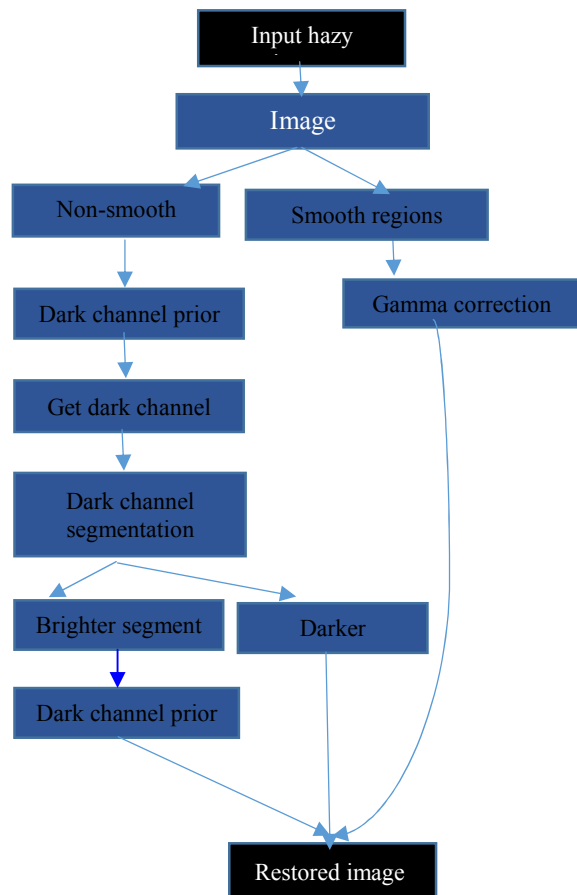 Input hazy
Image
Non-smooth
Smooth regions
Dark channel prior
Gamma correction
Get dark channel
Dark channel
segmentation
Brighter segment
Darker
Dark channel prior
Restored image